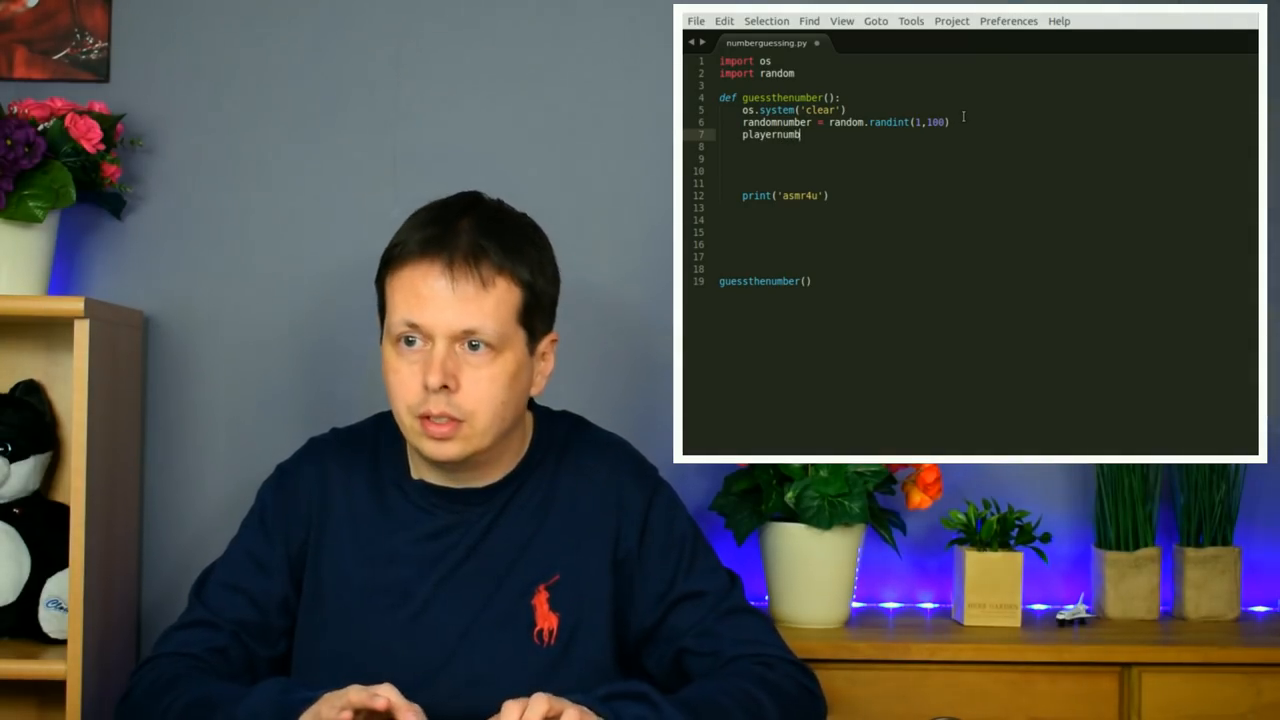 File Edit Selection Find View Goto Tools Project Preferences Help
numberguessing.py
1 import os
2 import random
3
4 def guessthenumber():
5 os.system('clear')
6 randomnumber = random.randint(1,100)
7 playernumb
8
9
10
11
12 print('asmr4u')
13
14
15
16
17
18
19 guessthenumber()
HERB GARDEN